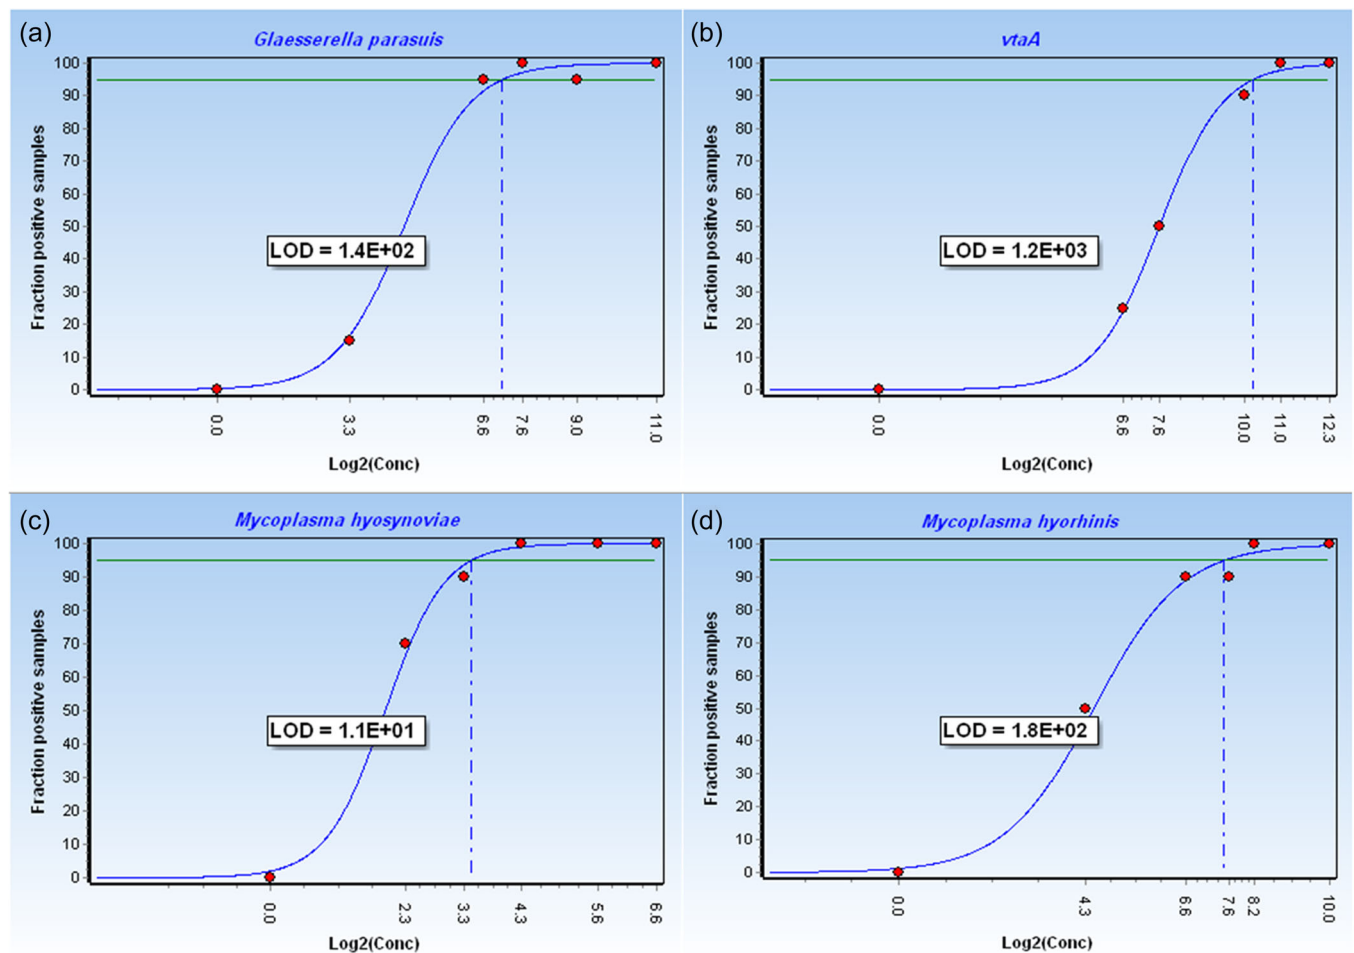 (a)
Glaesserella parasuis
100
90
80
70
60
50
40
30
20
10
0
Fraction positive samples
LOD = 1.4E+02
0.0 3.3 6.6 7.6 9.0 11.0
Log2(Conc)
(b)
vtaA
100
90
80
70
60
50
40
30
20
10
0
Fraction positive samples
LOD = 1.2E+03
0.0 6.6 7.6 10.0 11.0 12.3
Log2(Conc)
(c)
Mycoplasma hyosynoviae
100
90
80
70
60
50
40
30
20
10
0
Fraction positive samples
LOD = 1.1E+01
0.0 2.3 3.3 4.3 5.6 6.6
Log2(Conc)
(d)
Mycoplasma hyorhinis
100
90
80
70
60
50
40
30
20
10
0
Fraction positive samples
LOD = 1.8E+02
0.0 4.3 6.6 7.6 8.2 10.0
Log2(Conc)